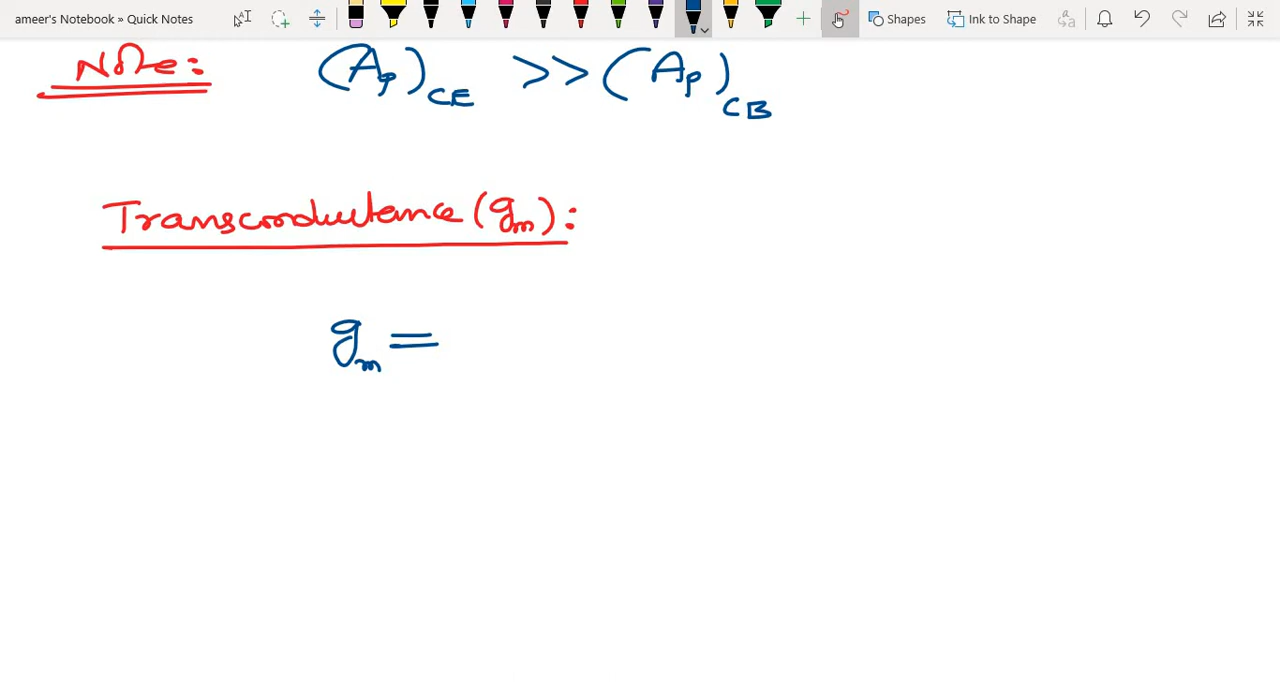 ameer's Notebook » Quick Notes Shapes Ink to Shape
Note: (Ap)CE >> (Ap)CB
Transconductance (gm):
gm =